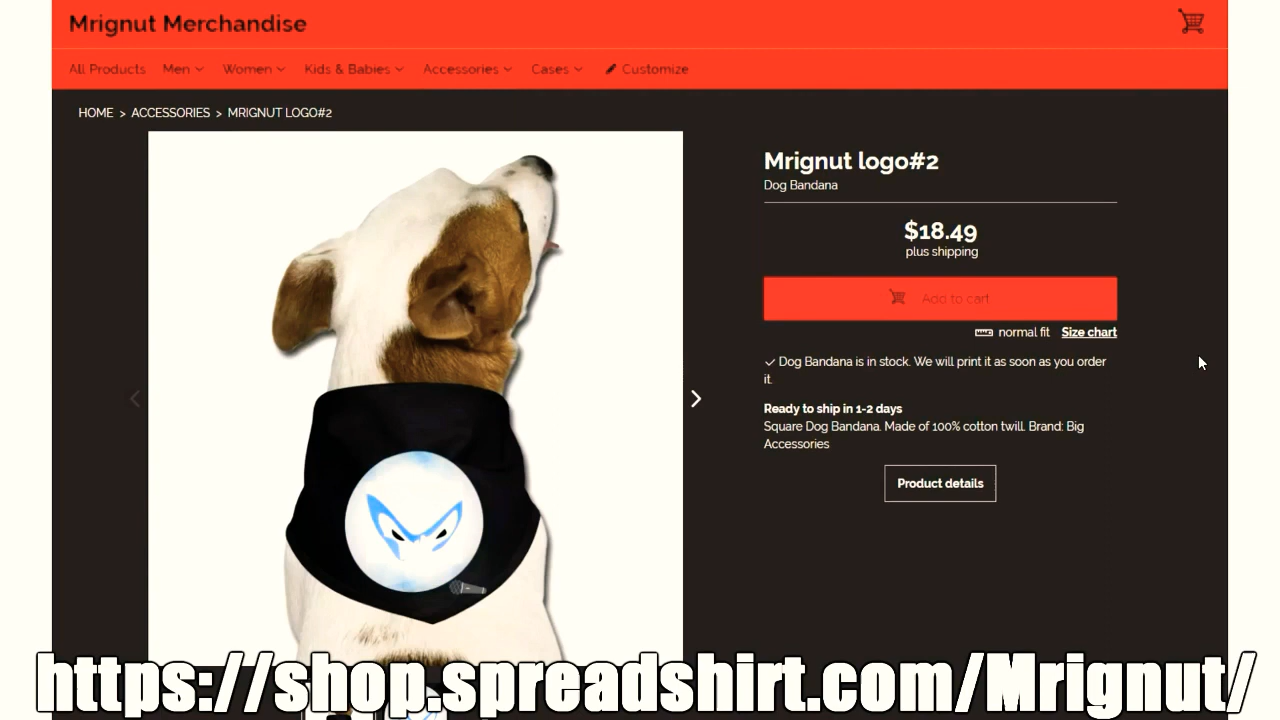 Mrignut Merchandise
All Products Men Women Kids & Babies Accessories Cases Customize
HOME > ACCESSORIES > MRIGNUT LOGO#2
Mrignut logo#2
Dog Bandana
$18.49
plus shipping
Add to cart
normal fit Size chart
Dog Bandana is in stock. We will print it as soon as you order
it.
Ready to ship in 1-2 days
Square Dog Bandana. Made of 100% cotton twill. Brand: Big
Accessories
Product details
https://shop.spreadshirt.com/Mrignut/